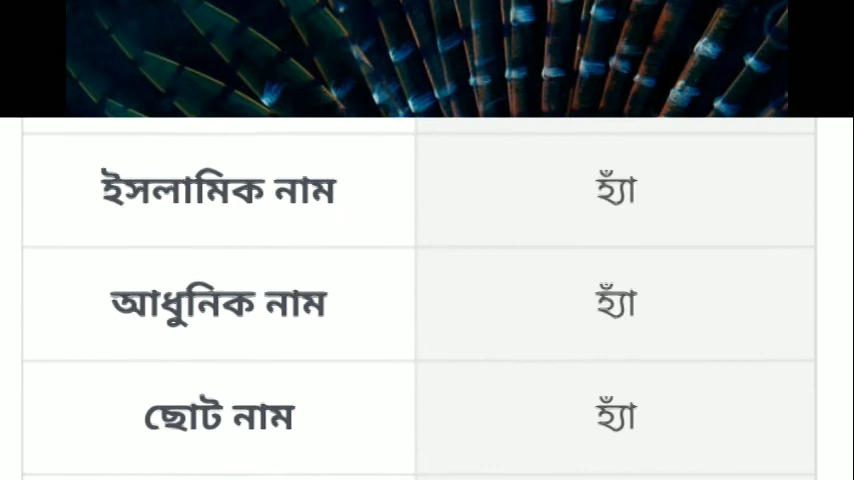 ইসলামিক নাম হ্যাঁ
আধুনিক নাম হ্যাঁ
ছোট নাম হ্যাঁ